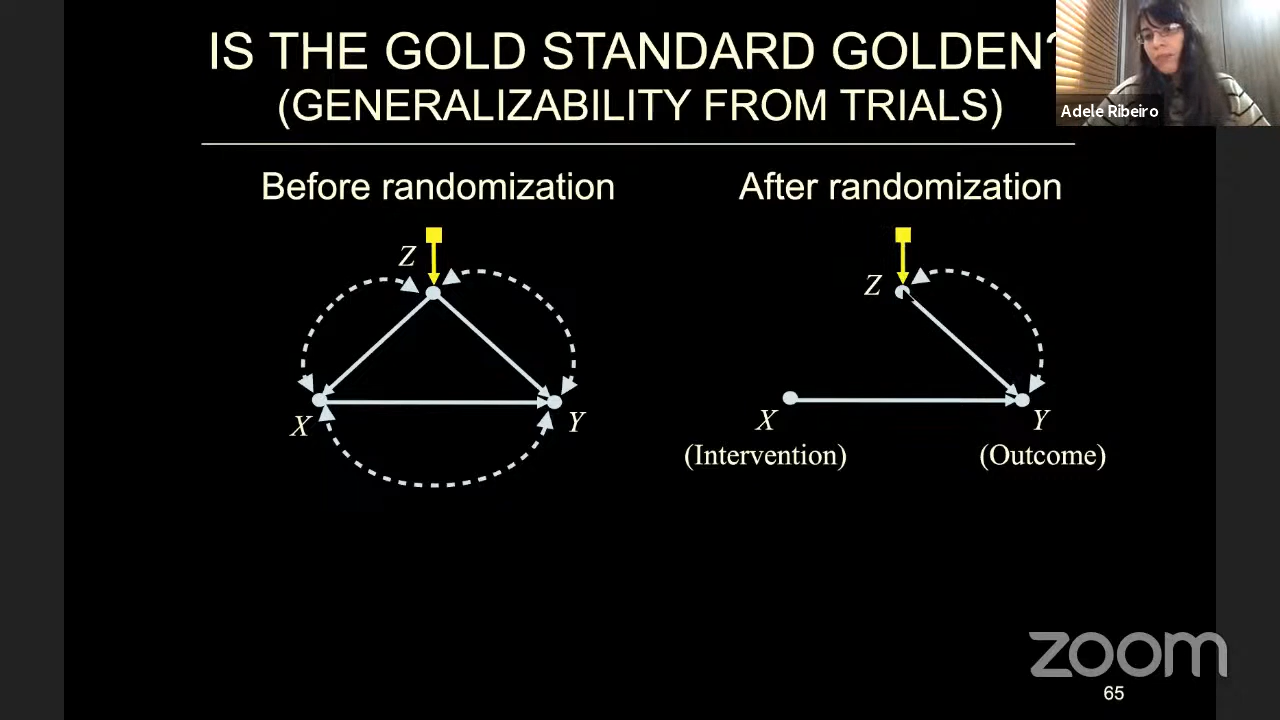 IS THE GOLD STANDARD GOLDEN?
(GENERALIZABILITY FROM TRIALS)
Adele Ribeiro
Before randomization
After randomization
Z
X
Y
Z
X
Y
(Intervention)
(Outcome)
zoom
65